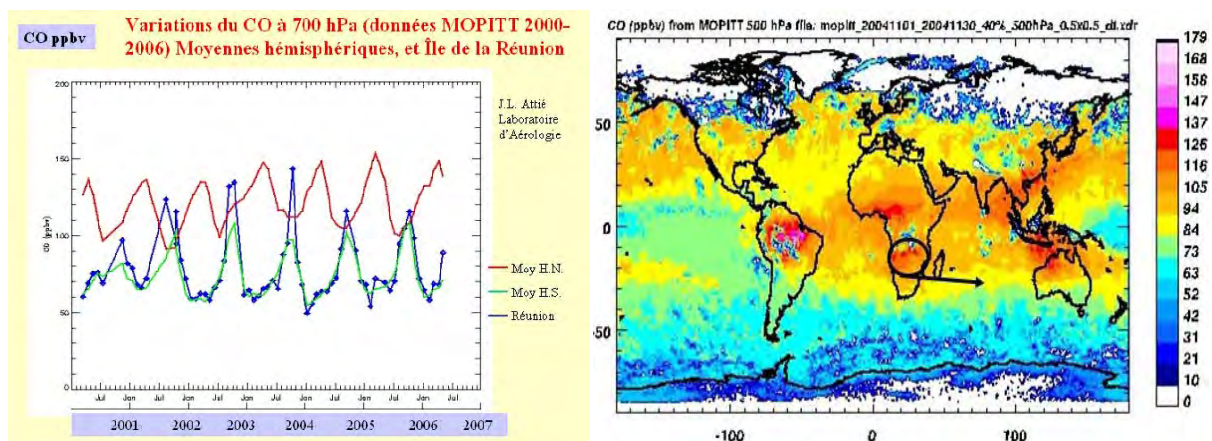 CO ppbv
Variations du CO à 700 hPa (données MOPITT 2000-
2006) Moyennes hémisphériques, et Île de la Réunion
200
150
100
50
0
CO (ppbv)
J.L. Attié
Laboratoire
d'Aérologie
Moy H.N.
Moy H.S.
Réunion
Jul Jan Jul Jan Jul Jan Jul Jan Jul Jan Jul Jan Jul
2001 2002 2003 2004 2005 2006 2007
CO (ppbv) from MOPITT 500 hPa file: mopitt_20041101_20041130_40%_500hPa_0.5x0.5_dl.xdr
50
0
-50
-100 0 100
179
168
157
147
136
126
115
105
94
84
73
63
52
42
31
21
10
0